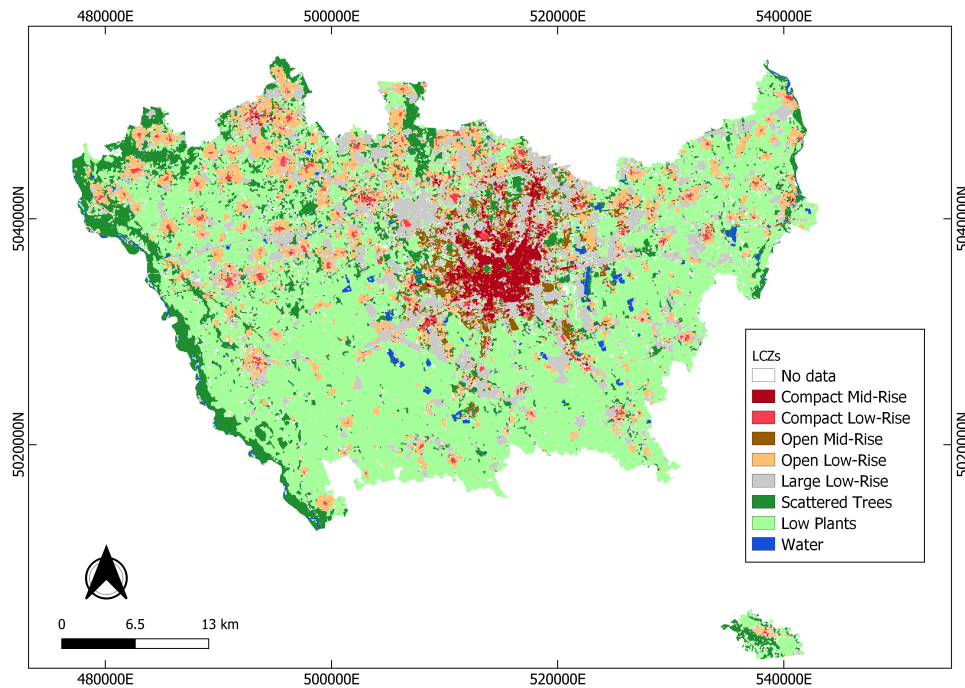 480000E 500000E 520000E 540000E
5040000N 5040000N
LCZs
No data
Compact Mid-Rise
Compact Low-Rise
Open Mid-Rise
Open Low-Rise
Large Low-Rise
Scattered Trees
Low Plants
Water
5020000N 5020000N
0 6.5 13 km
480000E 500000E 520000E 540000E